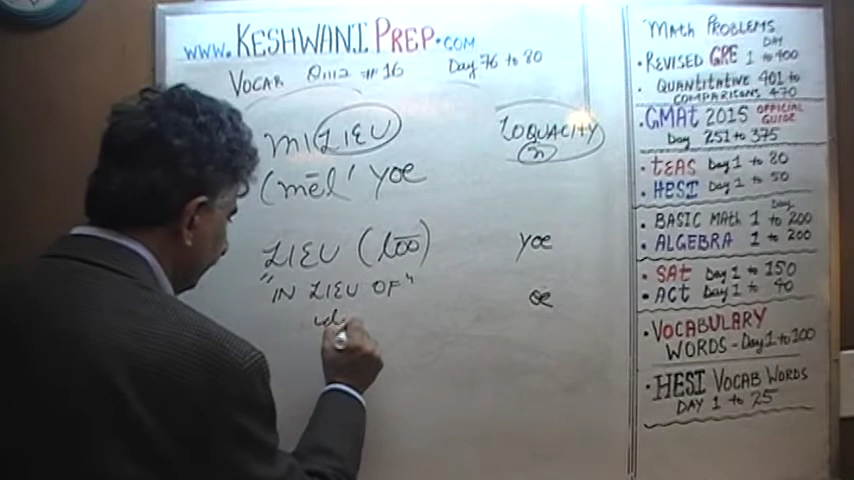 www.KESHWANI PREP.COM
VOCAB QUIZ #16 Day 76 to 80
MILIEU LOQUACITY
(n)
(mēl' yoe
LIEU (lo͞o) yoe
"IN LIEU OF" oe
id
MATH PROBLEMS
DAY
• REVISED GRE 1 to 400
• QUANTITATIVE 401 to
COMPARISONS 470
• GMAT 2015 OFFICIAL GUIDE
Day 251 to 375
• TEAS Day 1 to 80
• HESI Day 1 to 50
Day
• BASIC MATH 1 to 200
• ALGEBRA 1 to 200
• SAT Day 1 to 150
• ACT Day 1 to 40
• VOCABULARY
WORDS - Day 1 to 100
• HESI VOCAB WORDS
DAY 1 to 25